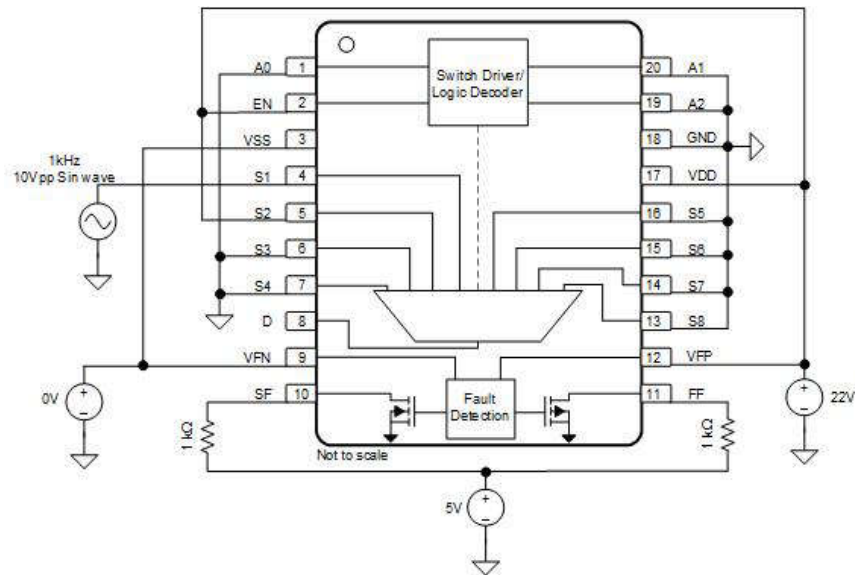 A0 1
EN 2
VSS 3
S1 4
S2 5
S3 6
S4 7
D 8
VFN 9
SF 10
Switch Driver/
Logic Decoder
20 A1
19 A2
18 GND
17 VDD
16 S5
15 S6
14 S7
13 S8
12 VFP
11 FF
1kHz
10Vpp Sin wave
Fault
Detection
0V
22V
1 kΩ
1 kΩ
Not to scale
5V